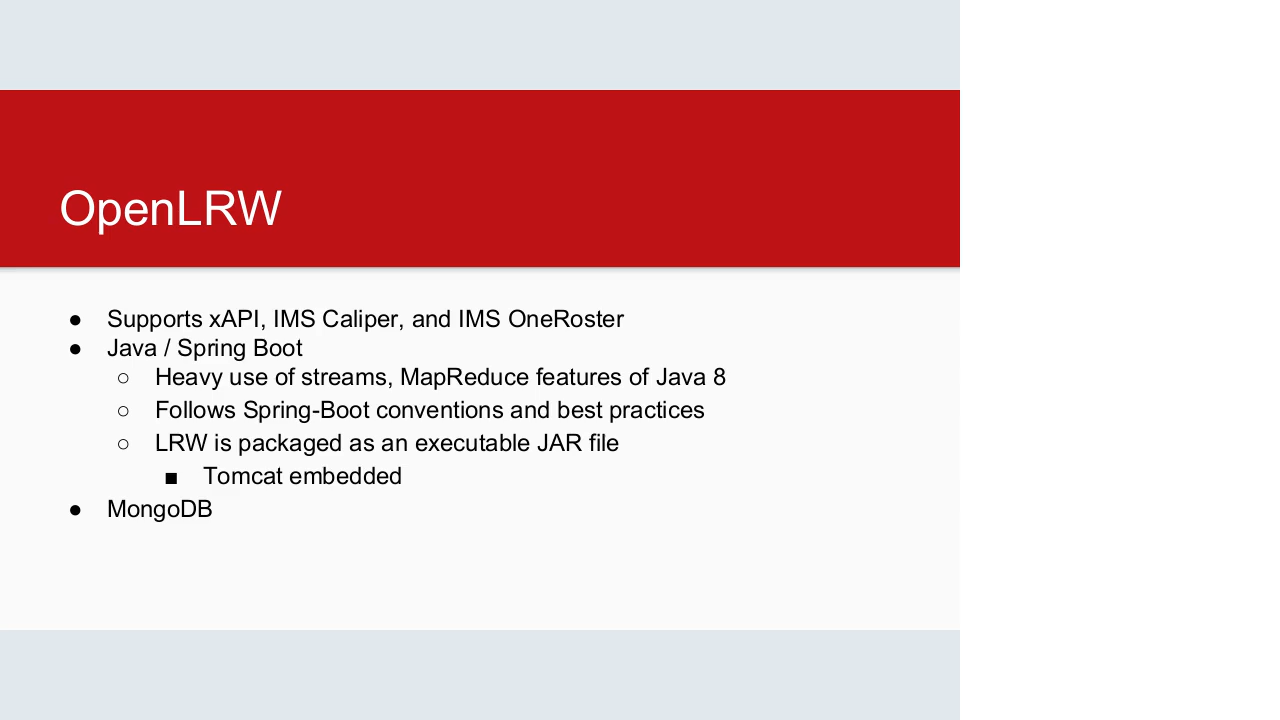 OpenLRW
● Supports xAPI, IMS Caliper, and IMS OneRoster
● Java / Spring Boot
○ Heavy use of streams, MapReduce features of Java 8
○ Follows Spring-Boot conventions and best practices
○ LRW is packaged as an executable JAR file
■ Tomcat embedded
● MongoDB